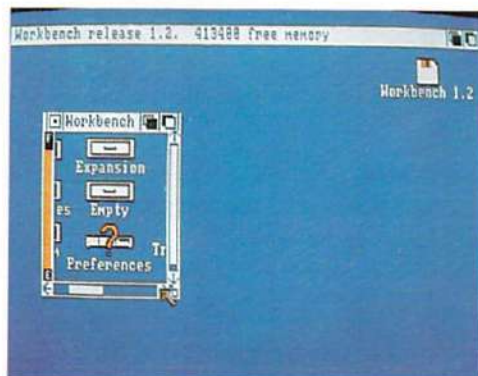 Workbench release 1.2. 413488 free memory
Workbench 1.2
Workbench
Expansion
es Empty
Preferences
Tr